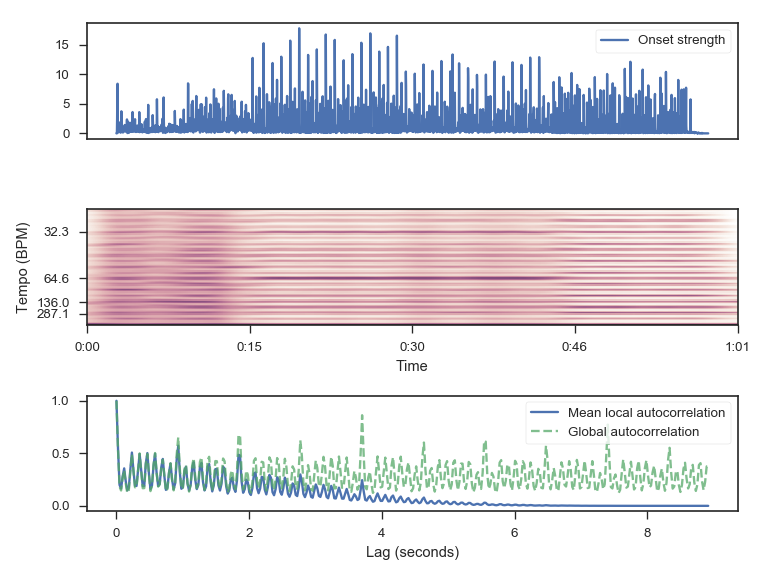 15
10
5
0
Onset strength
Tempo (BPM)
32.3
64.6
136.0
287.1
0:00 0:15 0:30 0:46 1:01
Time
1.0
0.5
0.0
Mean local autocorrelation
Global autocorrelation
0 2 4 6 8
Lag (seconds)